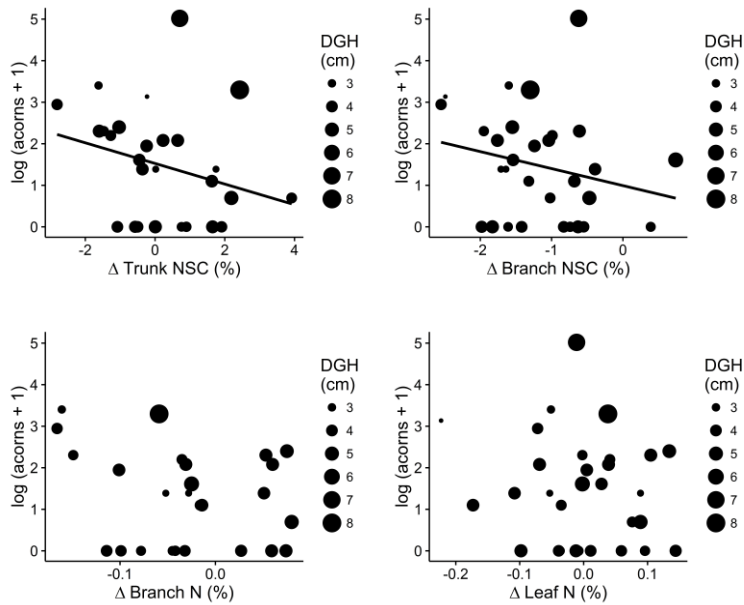 5
4
3
2
1
0
log (acorns + 1)
-2 0 2 4
Δ Trunk NSC (%)
DGH
(cm)
3
4
5
6
7
8
5
4
3
2
1
0
log (acorns + 1)
-2 -1 0
Δ Branch NSC (%)
DGH
(cm)
3
4
5
6
7
8
5
4
3
2
1
0
log (acorns + 1)
-0.1 0.0
Δ Branch N (%)
DGH
(cm)
3
4
5
6
7
8
5
4
3
2
1
0
log (acorns + 1)
-0.2 -0.1 0.0 0.1
Δ Leaf N (%)
DGH
(cm)
3
4
5
6
7
8